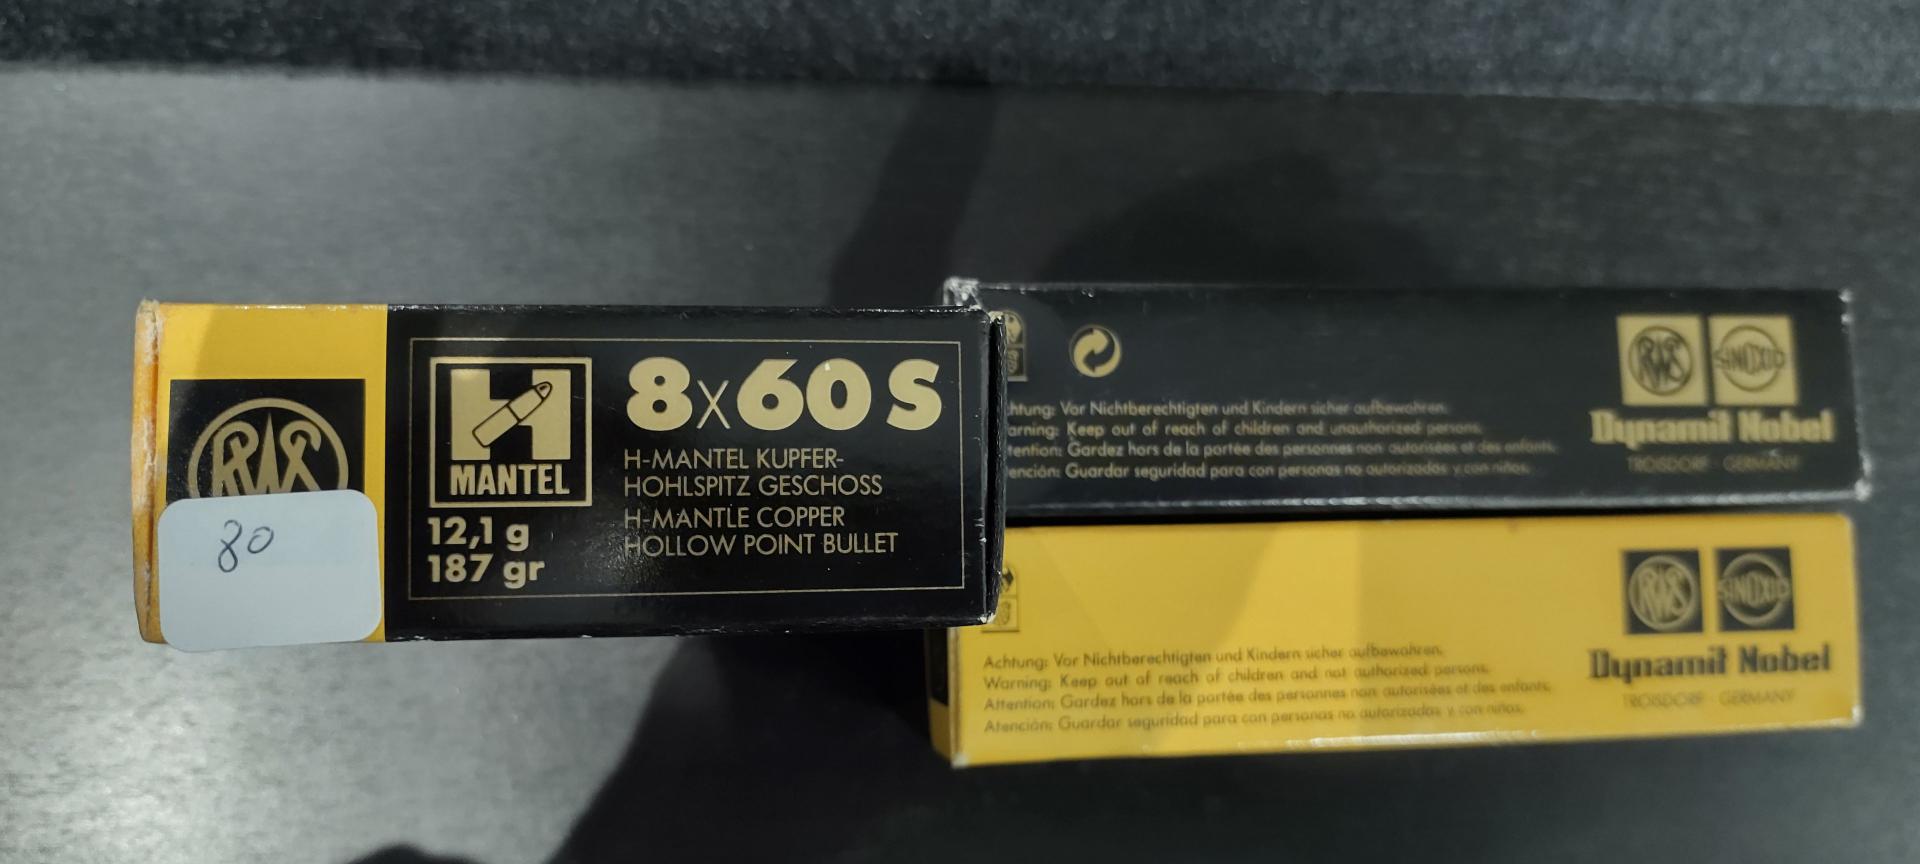 RWS
80
H
MANTEL
12,1 g
187 gr
8x60 S
H-MANTEL KUPFER-
HOHLSPITZ GESCHOSS
H-MANTLE COPPER
HOLLOW POINT BULLET
chtung: Vor Nichtberechtigten und Kindern sicher aufbewahren.
arning: Keep out of reach of children and unauthorized persons.
tention: Gardez hors de la portée des personnes non autorisées et des enfants.
ención: Guardar seguridad para con personas no autorizadas y con niños.
RWS SINOXID
Dynamit Nobel
TROISDORF · GERMANY
Achtung: Vor Nichtberechtigten und Kindern sicher aufbewahren.
Warning: Keep out of reach of children and not authorized persons.
Attention: Gardez hors de la portée des personnes non autorisées et des enfants.
Atención: Guardar seguridad para con personas no autorizadas y con niños.
RWS SINOXID
Dynamit Nobel
TROISDORF · GERMANY